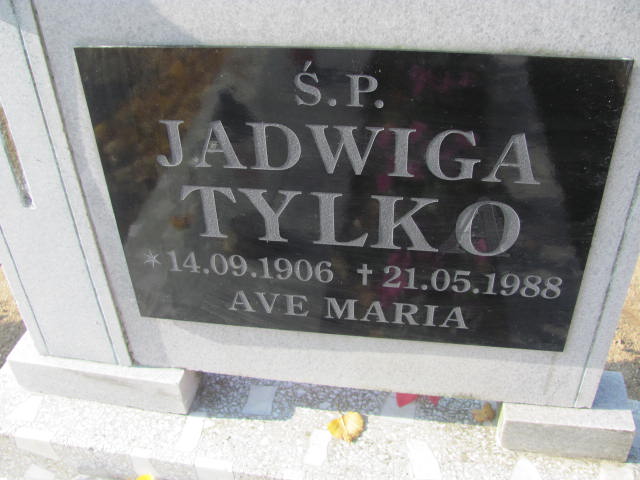 Ś.P.
JADWIGA
TYLKO
* 14.09.1906 † 21.05.1988
AVE MARIA